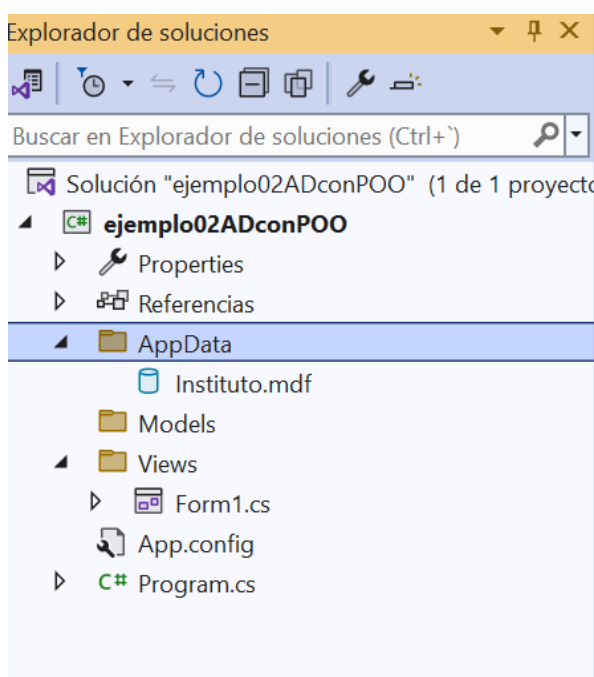 Explorador de soluciones
Buscar en Explorador de soluciones (Ctrl+`)
Solución "ejemplo02ADconPOO" (1 de 1 proyecto
C# ejemplo02ADconPOO
Properties
Referencias
AppData
Instituto.mdf
Models
Views
Form1.cs
App.config
C# Program.cs